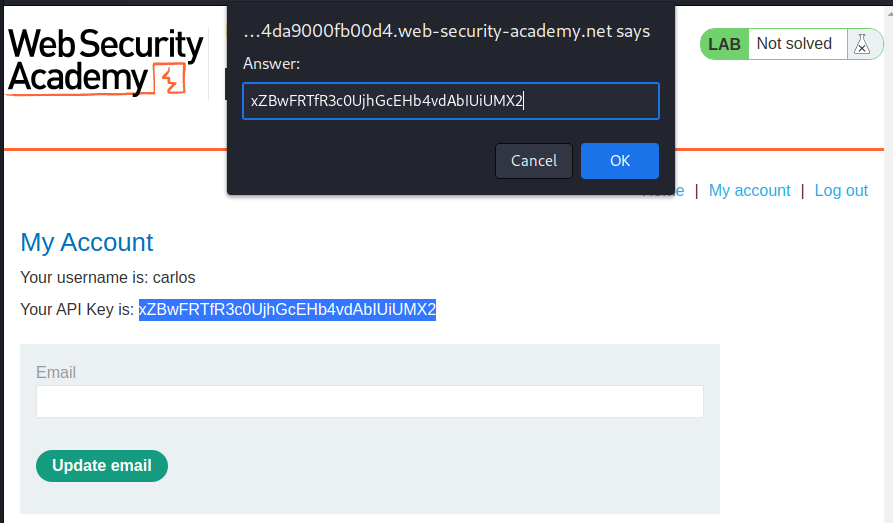 Web Security
Academy
...4da9000fb00d4.web-security-academy.net says
Answer:
xZBwFRTfR3c0UjhGcEHb4vdAbIUiUMX2
Cancel OK
LAB Not solved
| My account | Log out
My Account
Your username is: carlos
Your API Key is: xZBwFRTfR3c0UjhGcEHb4vdAbIUiUMX2
Email
Update email